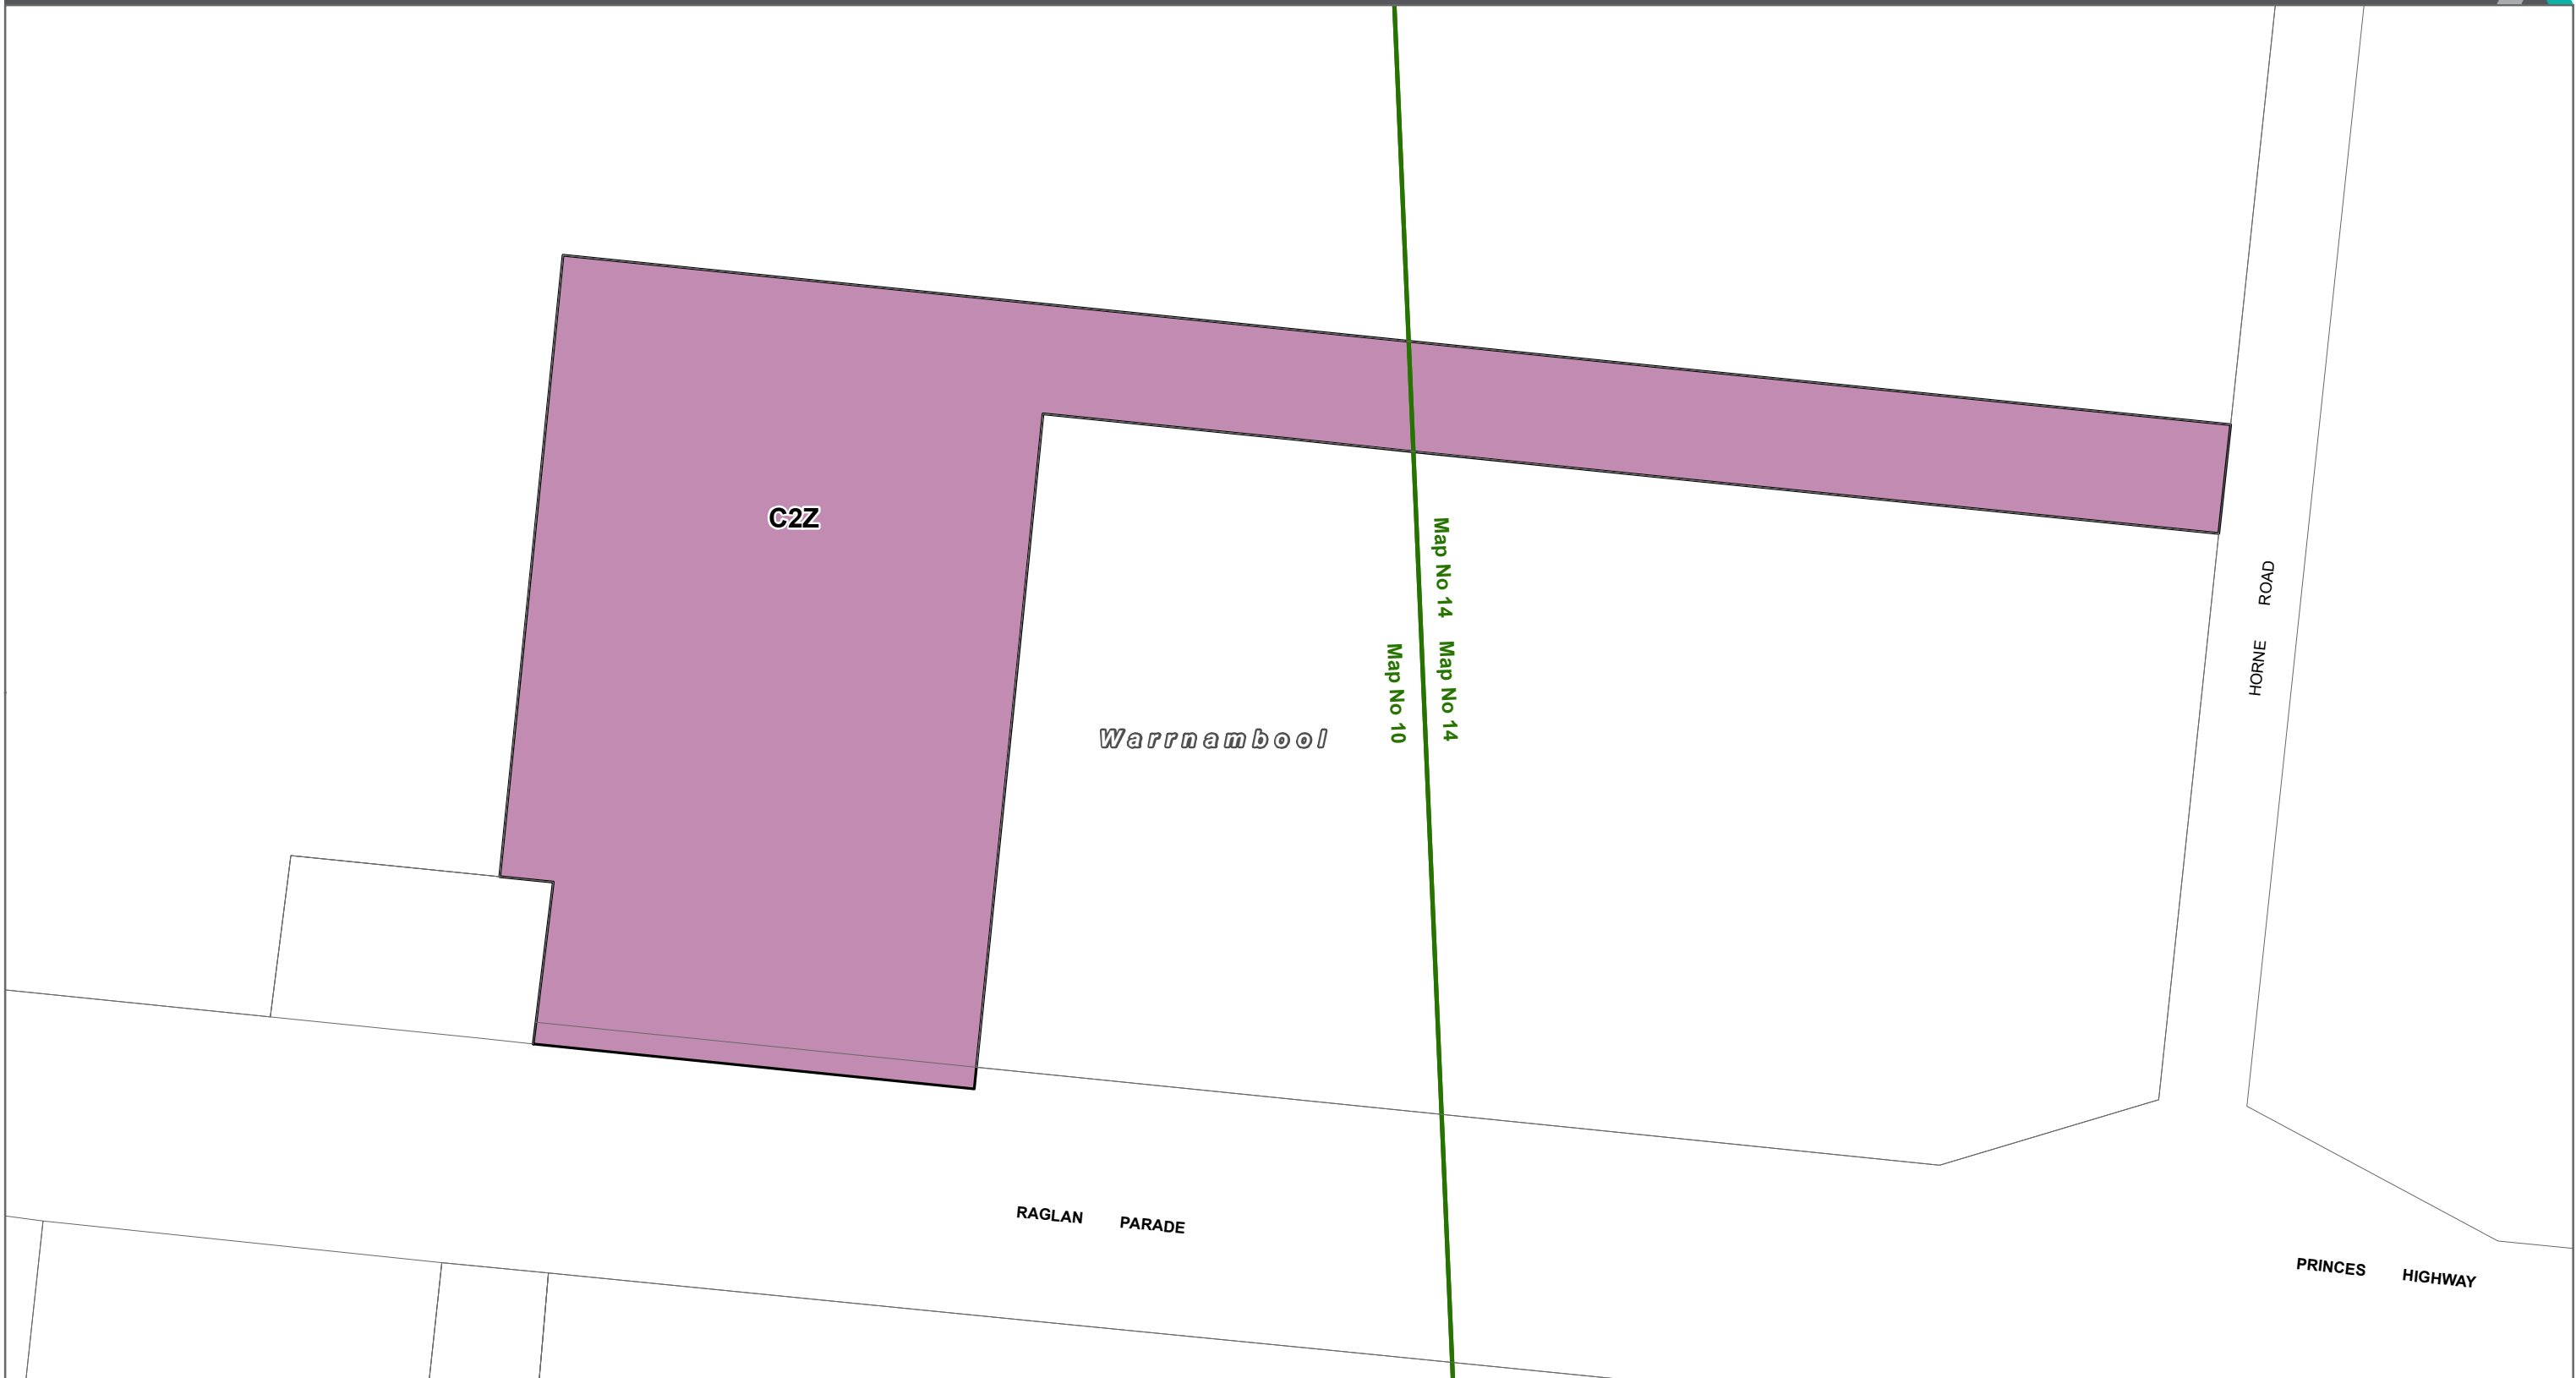 C2Z
Map No 14
Map No 14
Map No 10
Warrnambool
HORNE ROAD
RAGLAN PARADE
PRINCES HIGHWAY